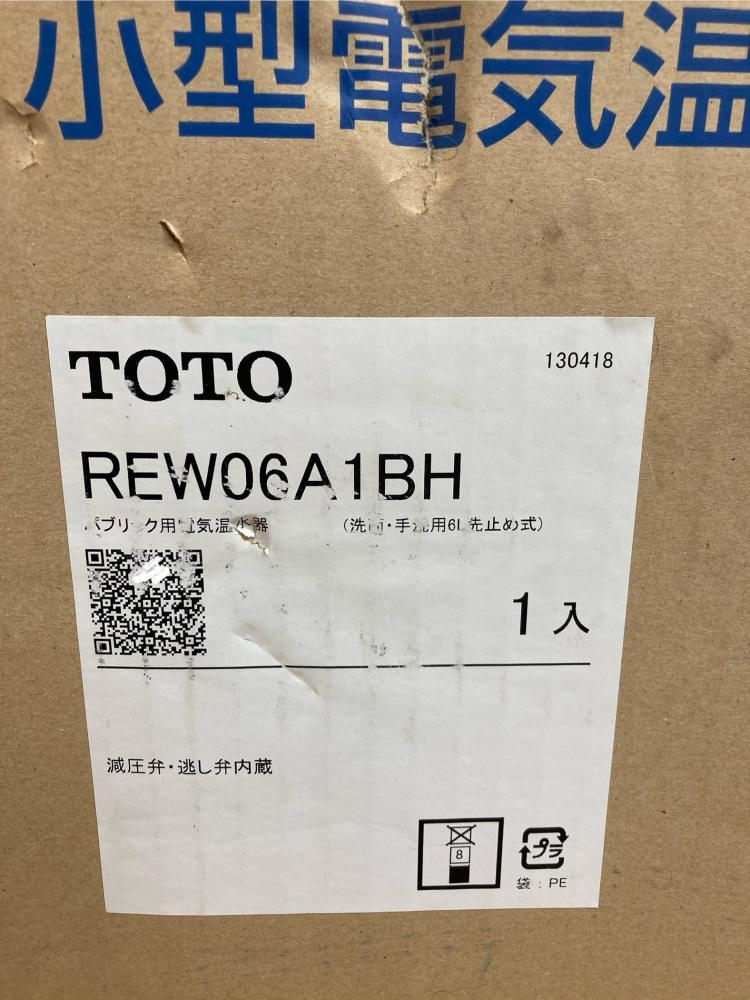 小型電気温
TOTO
130418
REW06A1BH
パブリック用電気温水器 (洗面・手洗用6L先止め式)
1入
減圧弁・逃し弁内蔵
8
プラ
袋:PE